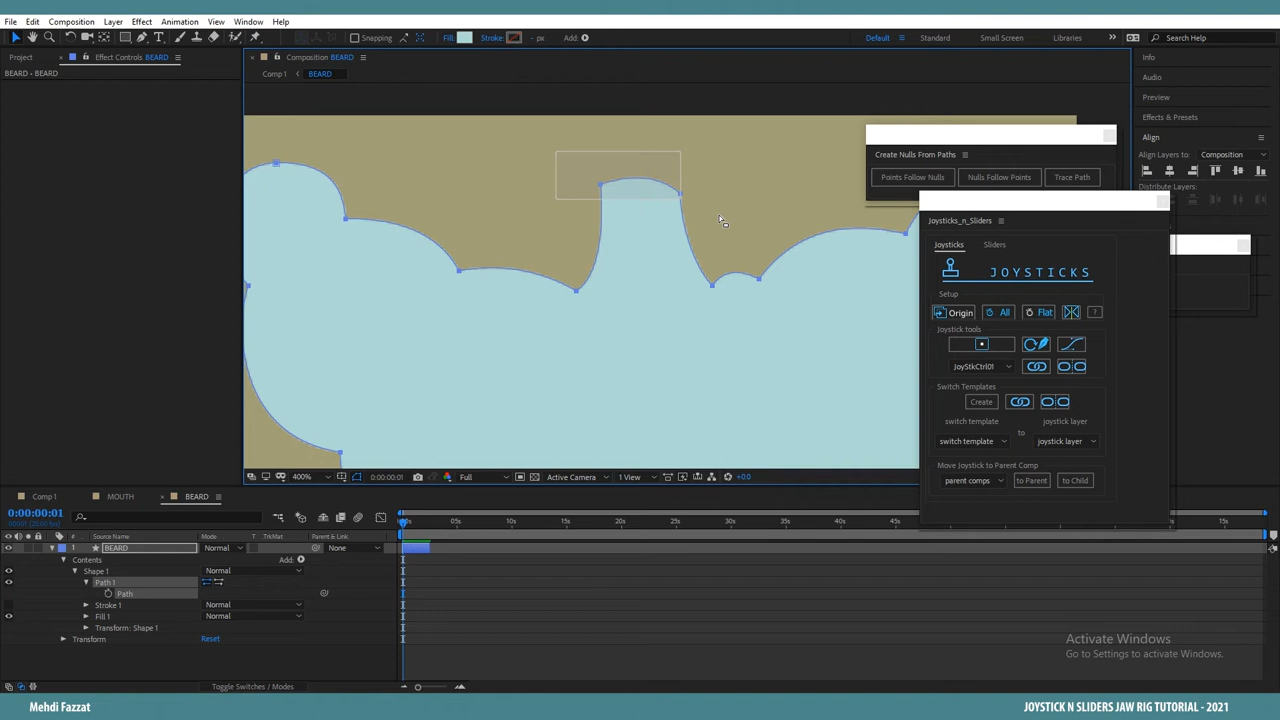 File Edit Composition Layer Effect Animation View Window Help
Snapping Fill: Stroke: - px Add: Default Standard Small Screen Libraries Search Help
Project Effect Controls BEARD
BEARD • BEARD
Composition BEARD
Comp 1 BEARD
Info
Audio
Preview
Effects & Presets
Align
Align Layers to: Composition
Distribute Layers:
Create Nulls From Paths
Points Follow Nulls Nulls Follow Points Trace Path
Joysticks_n_Sliders
Joysticks Sliders
JOYSTICKS
Setup
Origin All Flat ?
Joystick tools
JoyStkCtrl01
Switch Templates
Create
switch template joystick layer
to
switch template joystick layer
Move Joystick to Parent Comp
parent comps to Parent to Child
400% 0:00:00:01 Full Active Camera 1 View +0.0
Comp 1 MOUTH BEARD
0:00:00:01
00001 (25.00 fps)
# Source Name Mode T .TrkMat Parent & Link
05s 10s 15s 20s 25s 30s 35s 40s 45s 15s
1 BEARD Normal None
Contents Add:
Shape 1 Normal
Path 1
Path
Stroke 1 Normal
Fill 1 Normal
Transform: Shape 1
Transform Reset
Toggle Switches / Modes
Activate Windows
Go to Settings to activate Windows.
Mehdi Fazzat JOYSTICK N SLIDERS JAW RIG TUTORIAL - 2021